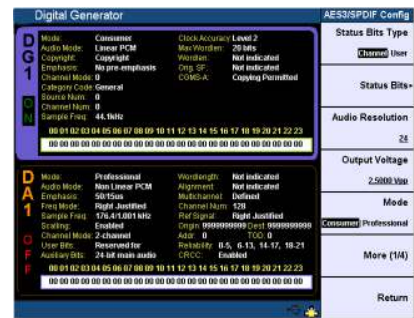 Digital Generator
AES3/SPDIF Config
DG1 ON
Mode: Consumer Clock Accuracy Level 2
Audio Mode: Linear PCM Max Wordlen: 20 bits
Copyright: Copyright Wordlen: Not indicated
Emphasis: No pre-emphasis Orig. SF: Not indicated
Channel Mode: 0 CGMS-A: Copying Permitted
Category Code: General
Source Num: 0
Channel Num: 0
Sample Freq: 44.1kHz
00 01 02 03 04 05 06 07 08 09 10 11 12 13 14 15 16 17 18 19 20 21 22 23
00 00 00 00 00 00 00 00 00 00 00 00 00 00 00 00 00 00 00 00 00 00 00 00
DA1 OFF
Mode: Professional Wordlength: Not indicated
Audio Mode: Non Linear PCM Alignment: Not indicated
Emphasis: 50/15us Multichannel: Defined
Freq Mode: Right Justified Channel Num: 128
Sample Freq: 176.4/1.001 kHz Ref Signal: Right Justified
Scalling: Enabled Origin: 9999999999 Dest: 9999999999
Channel Mode: 2-channel Addr: 0 TOD: 0
User Bits: Reserved for Reliability: 0-5, 6-13, 14-17, 18-21
Auxiliary Bits: 24-bit main audio CRCC: Enabled
00 01 02 03 04 05 06 07 08 09 10 11 12 13 14 15 16 17 18 19 20 21 22 23
00 00 00 00 00 00 00 00 00 00 00 00 00 00 00 00 00 00 00 00 00 00 00 00
Status Bits Type
Channel User
Status Bits
Audio Resolution
24
Output Voltage
2.5000 Vpp
Mode
Consumer Professional
More (1/4)
Return